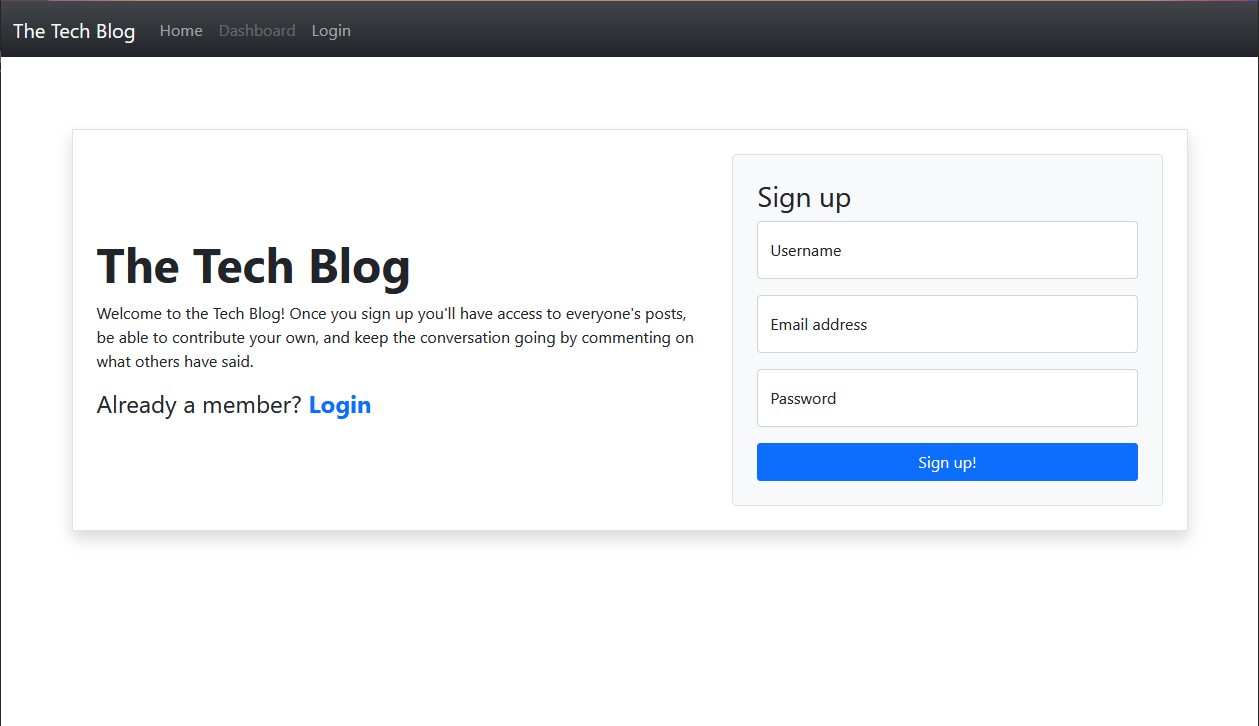 The Tech Blog Home Dashboard Login
The Tech Blog
Welcome to the Tech Blog! Once you sign up you'll have access to everyone's posts,
be able to contribute your own, and keep the conversation going by commenting on
what others have said.
Already a member? Login
Sign up
Username
Email address
Password
Sign up!